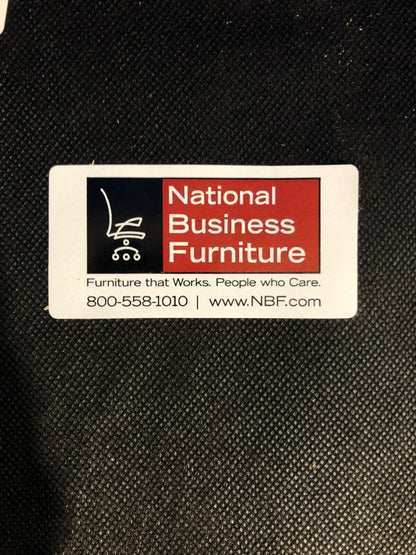 National
Business
Furniture
Furniture that Works. People who Care.
800-558-1010 | www.NBF.com